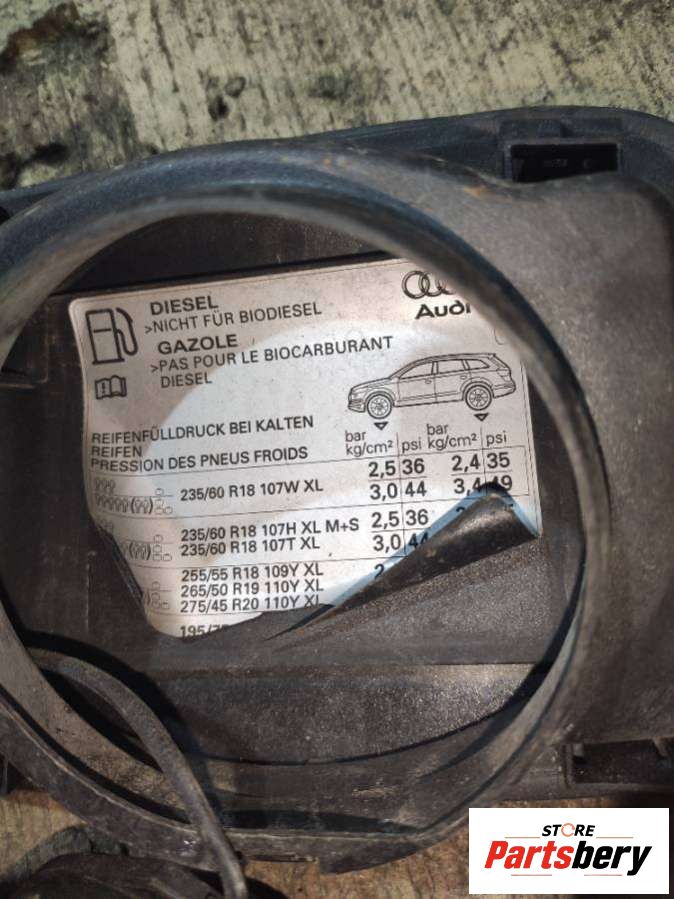 DIESEL
>NICHT FÜR BIODIESEL
GAZOLE
>PAS POUR LE BIOCARBURANT
DIESEL
Audi
REIFENFÜLLDRUCK BEI KALTEN
REIFEN
PRESSION DES PNEUS FROIDS
bar kg/cm² psi bar kg/cm² psi
235/60 R18 107W XL 2,5 36 2,4 35
3,0 44 3,4 49
235/60 R18 107H XL M+S 2,5 36
235/60 R18 107T XL 3,0 44
255/55 R18 109Y XL
265/50 R19 110Y XL
275/45 R20 110Y XL
STORE
Partsbery